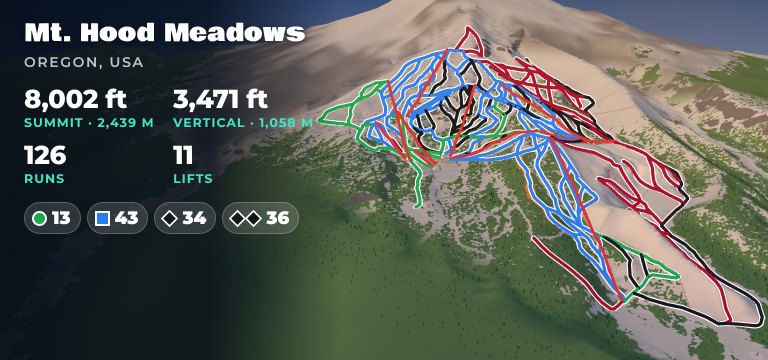 Mt. Hood Meadows
OREGON, USA
8,002 ft 3,471 ft
SUMMIT · 2,439 M VERTICAL · 1,058 M
126 11
RUNS LIFTS
13 43 34 36